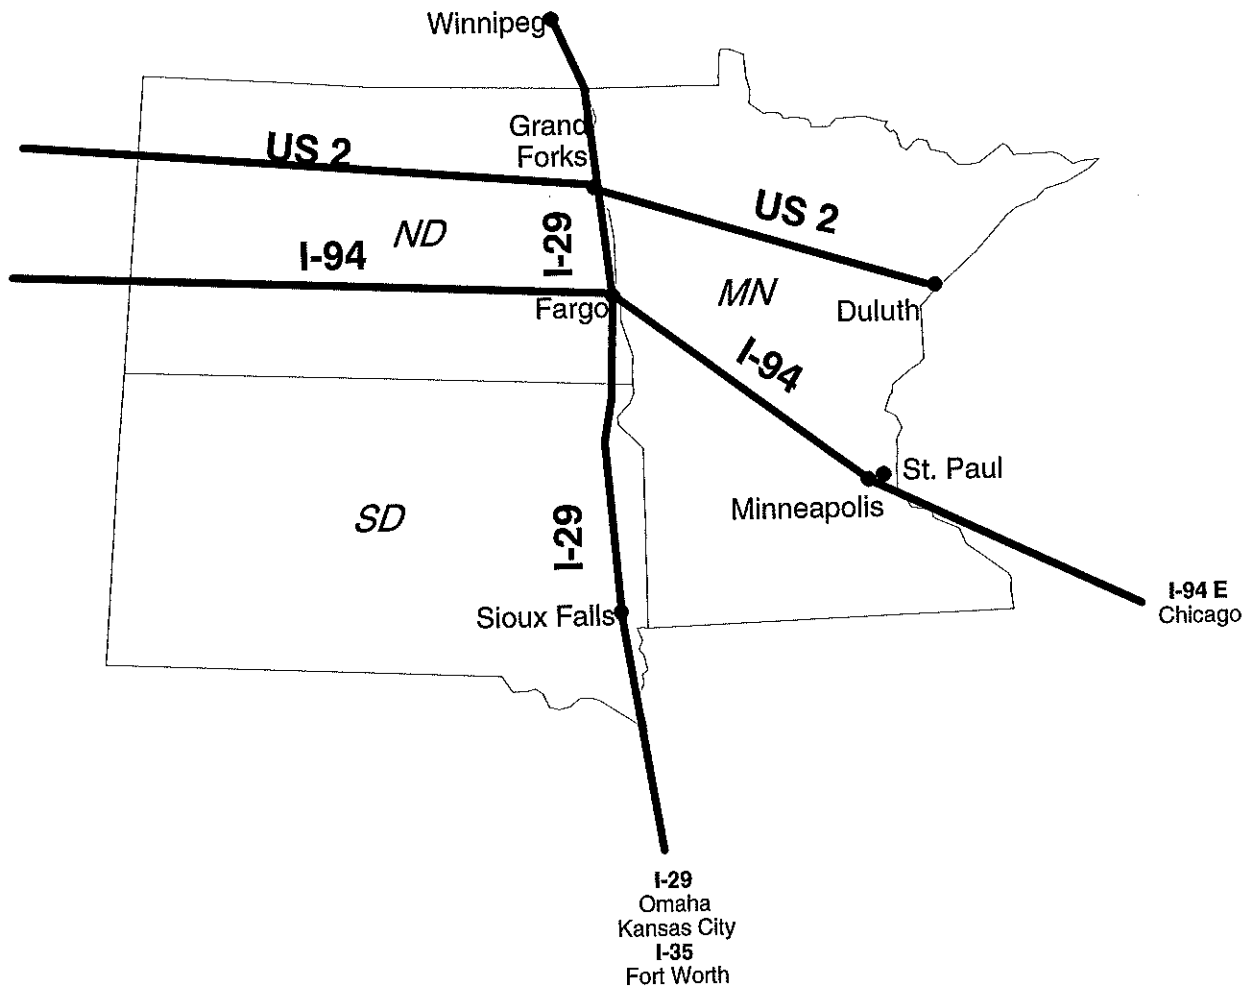 Winnipeg
Grand
Forks
US 2
US 2
ND
I-29
I-94
MN
Fargo
Duluth
I-94
St. Paul
Minneapolis
SD
I-29
I-94 E
Chicago
Sioux Falls
I-29
Omaha
Kansas City
I-35
Fort Worth